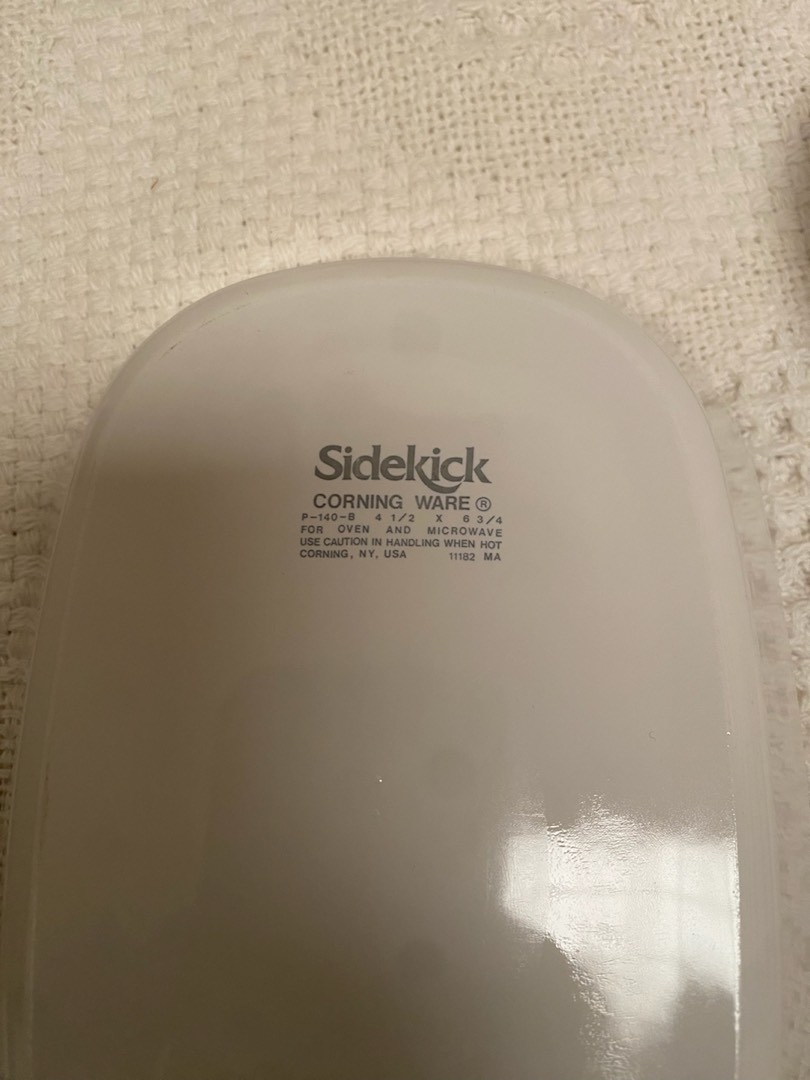 Sidekick
CORNING WARE ®
P-140-B 4 1/2 X 6 3/4
FOR OVEN AND MICROWAVE
USE CAUTION IN HANDLING WHEN HOT
CORNING, NY, USA 11182 MA